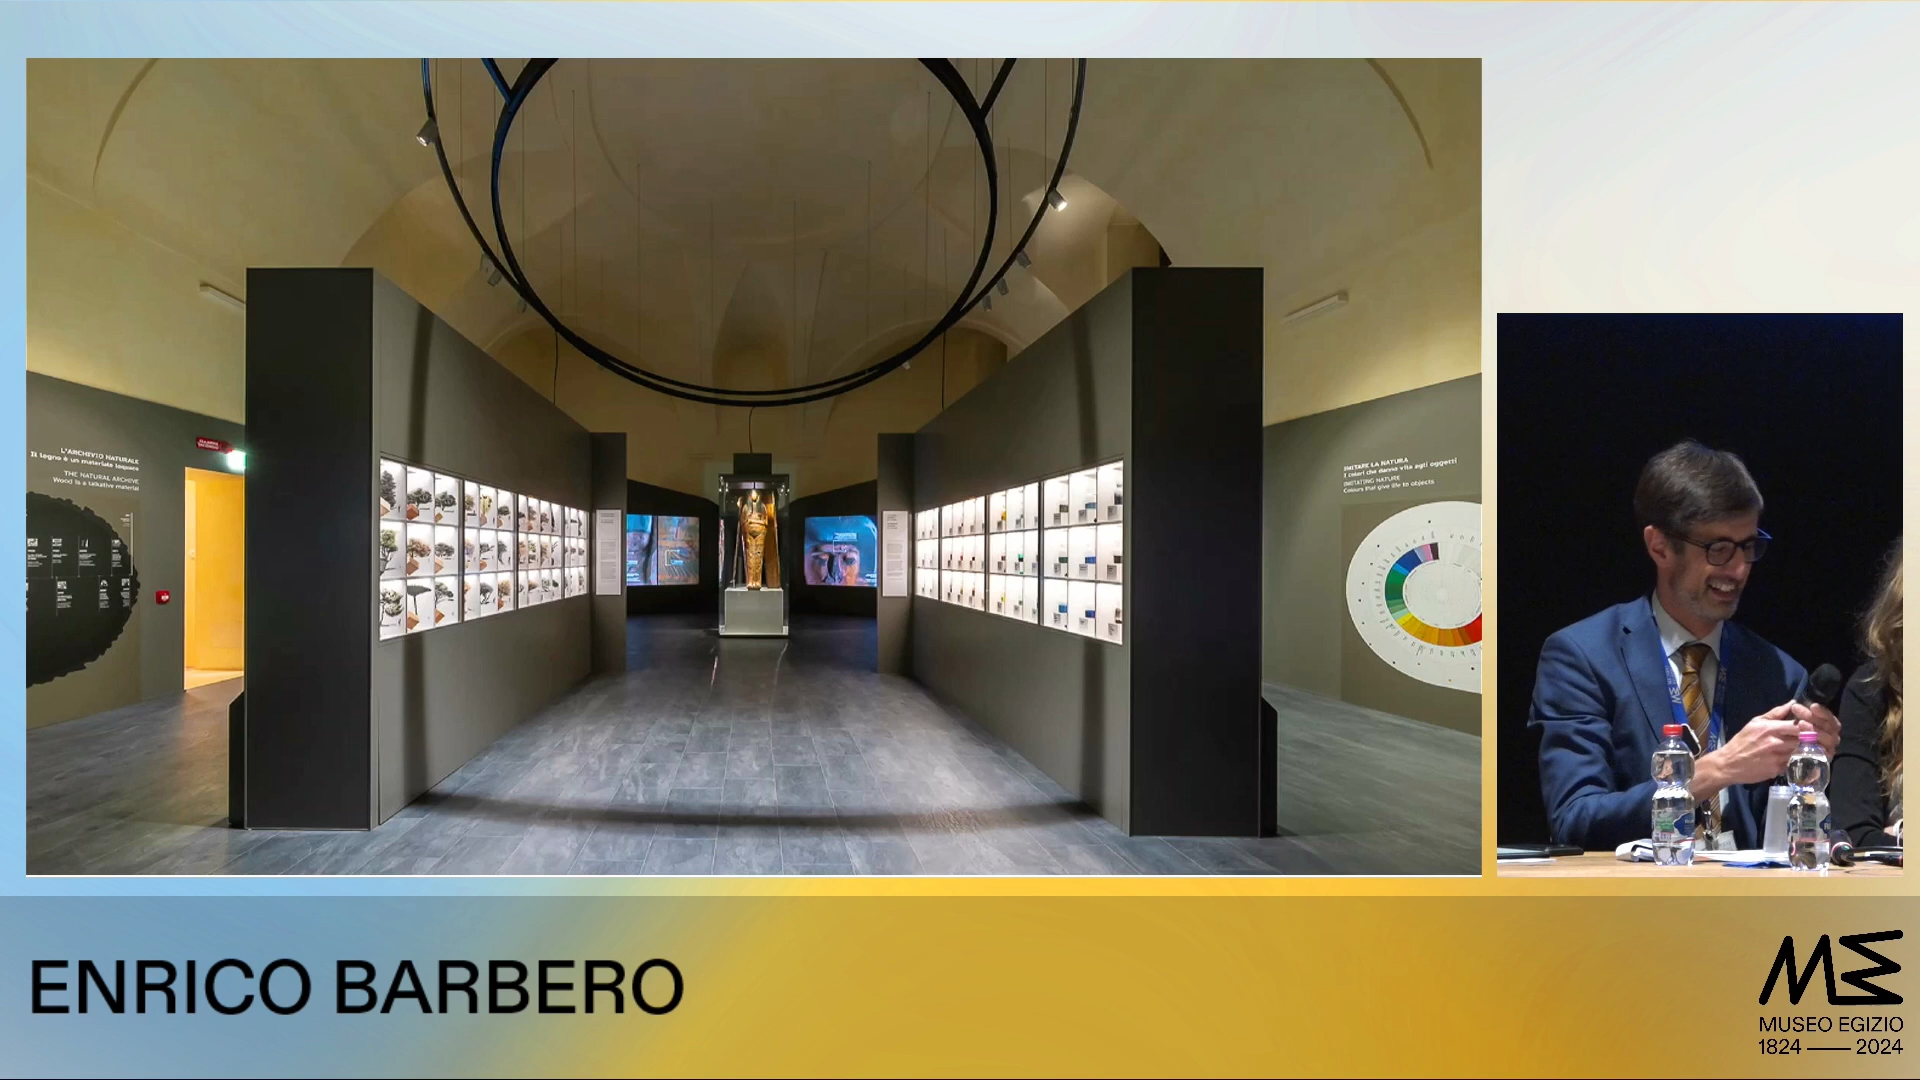 L'ARCHIVIO NATURALE
Il legno è un materiale loquace
THE NATURAL ARCHIVE
Wood is a talkative material
IMITARE LA NATURA
I colori che danno vita agli oggetti
IMITATING NATURE
Colours that give life to objects
ENRICO BARBERO
ME
MUSEO EGIZIO
1824 — 2024